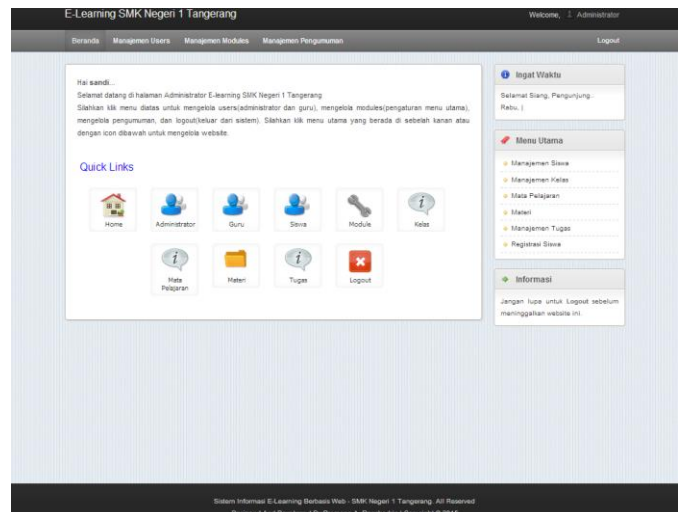 E-Learning SMK Negeri 1 Tangerang
Welcome, Administrator
Beranda Manajemen Users Manajemen Modules Manajemen Pengumuman Logout
Hai sandi...
Selamat datang di halaman Administrator E-learning SMK Negeri 1 Tangerang
Silahkan klik menu diatas untuk mengelola users(administrator dan guru), mengelola modules(pengaturan menu utama),
mengelola pengumuman, dan logout(keluar dari sistem). Silahkan klik menu utama yang berada di sebelah kanan atau
dengan icon dibawah untuk mengelola website.
Quick Links
Home Administrator Guru Siswa Module Kelas
Mata
Pelajaran Materi Tugas Logout
Ingat Waktu
Selamat Siang, Pengunjung..
Rabu, |
Menu Utama
Manajemen Siswa
Manajemen Kelas
Mata Pelajaran
Materi
Manajemen Tugas
Registrasi Siswa
Informasi
Jangan lupa untuk Logout sebelum
meninggalkan website ini.
Sistem Informasi E-Learning Berbasis Web - SMK Negeri 1 Tangerang. All Reserved